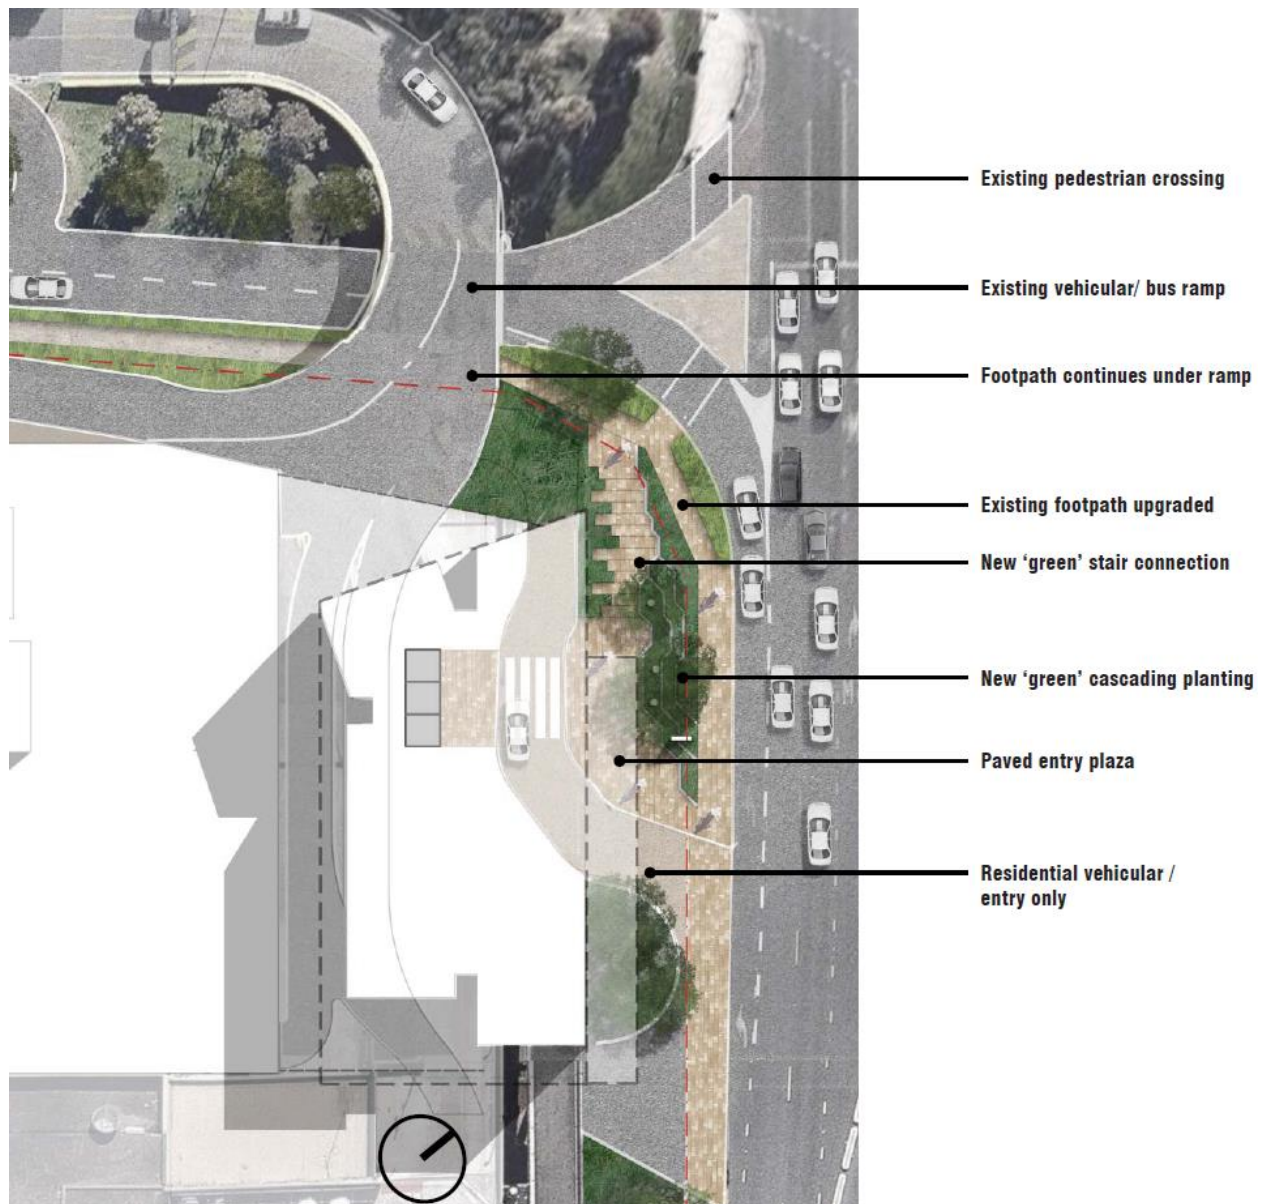 Existing pedestrian crossing
Existing vehicular/ bus ramp
Footpath continues under ramp
Existing footpath upgraded
New ‘green’ stair connection
New ‘green’ cascading planting
Paved entry plaza
Residential vehicular /
entry only